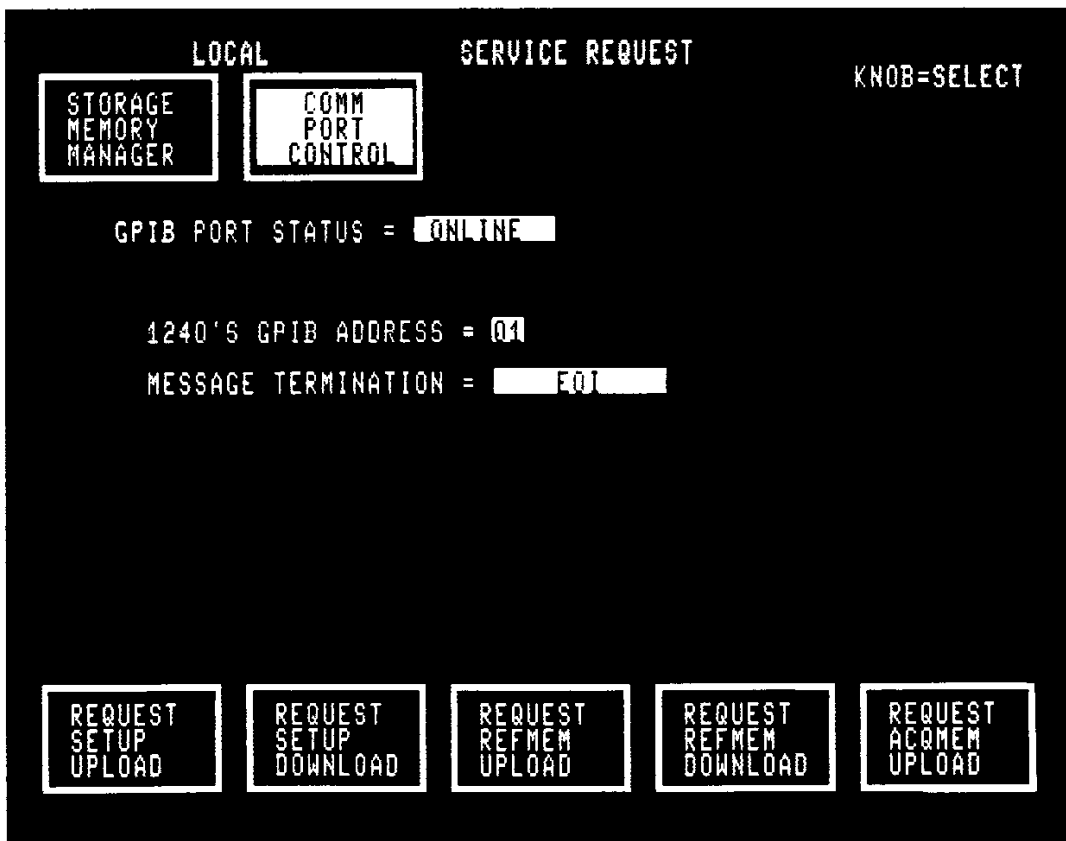 LOCAL SERVICE REQUEST
KNOB=SELECT
STORAGE
MEMORY
MANAGER
COMM
PORT
CONTROL
GPIB PORT STATUS = ONLINE
1240'S GPIB ADDRESS = 01
MESSAGE TERMINATION = EOI
REQUEST
SETUP
UPLOAD
REQUEST
SETUP
DOWNLOAD
REQUEST
REFMEM
UPLOAD
REQUEST
REFMEM
DOWNLOAD
REQUEST
ACQMEM
UPLOAD